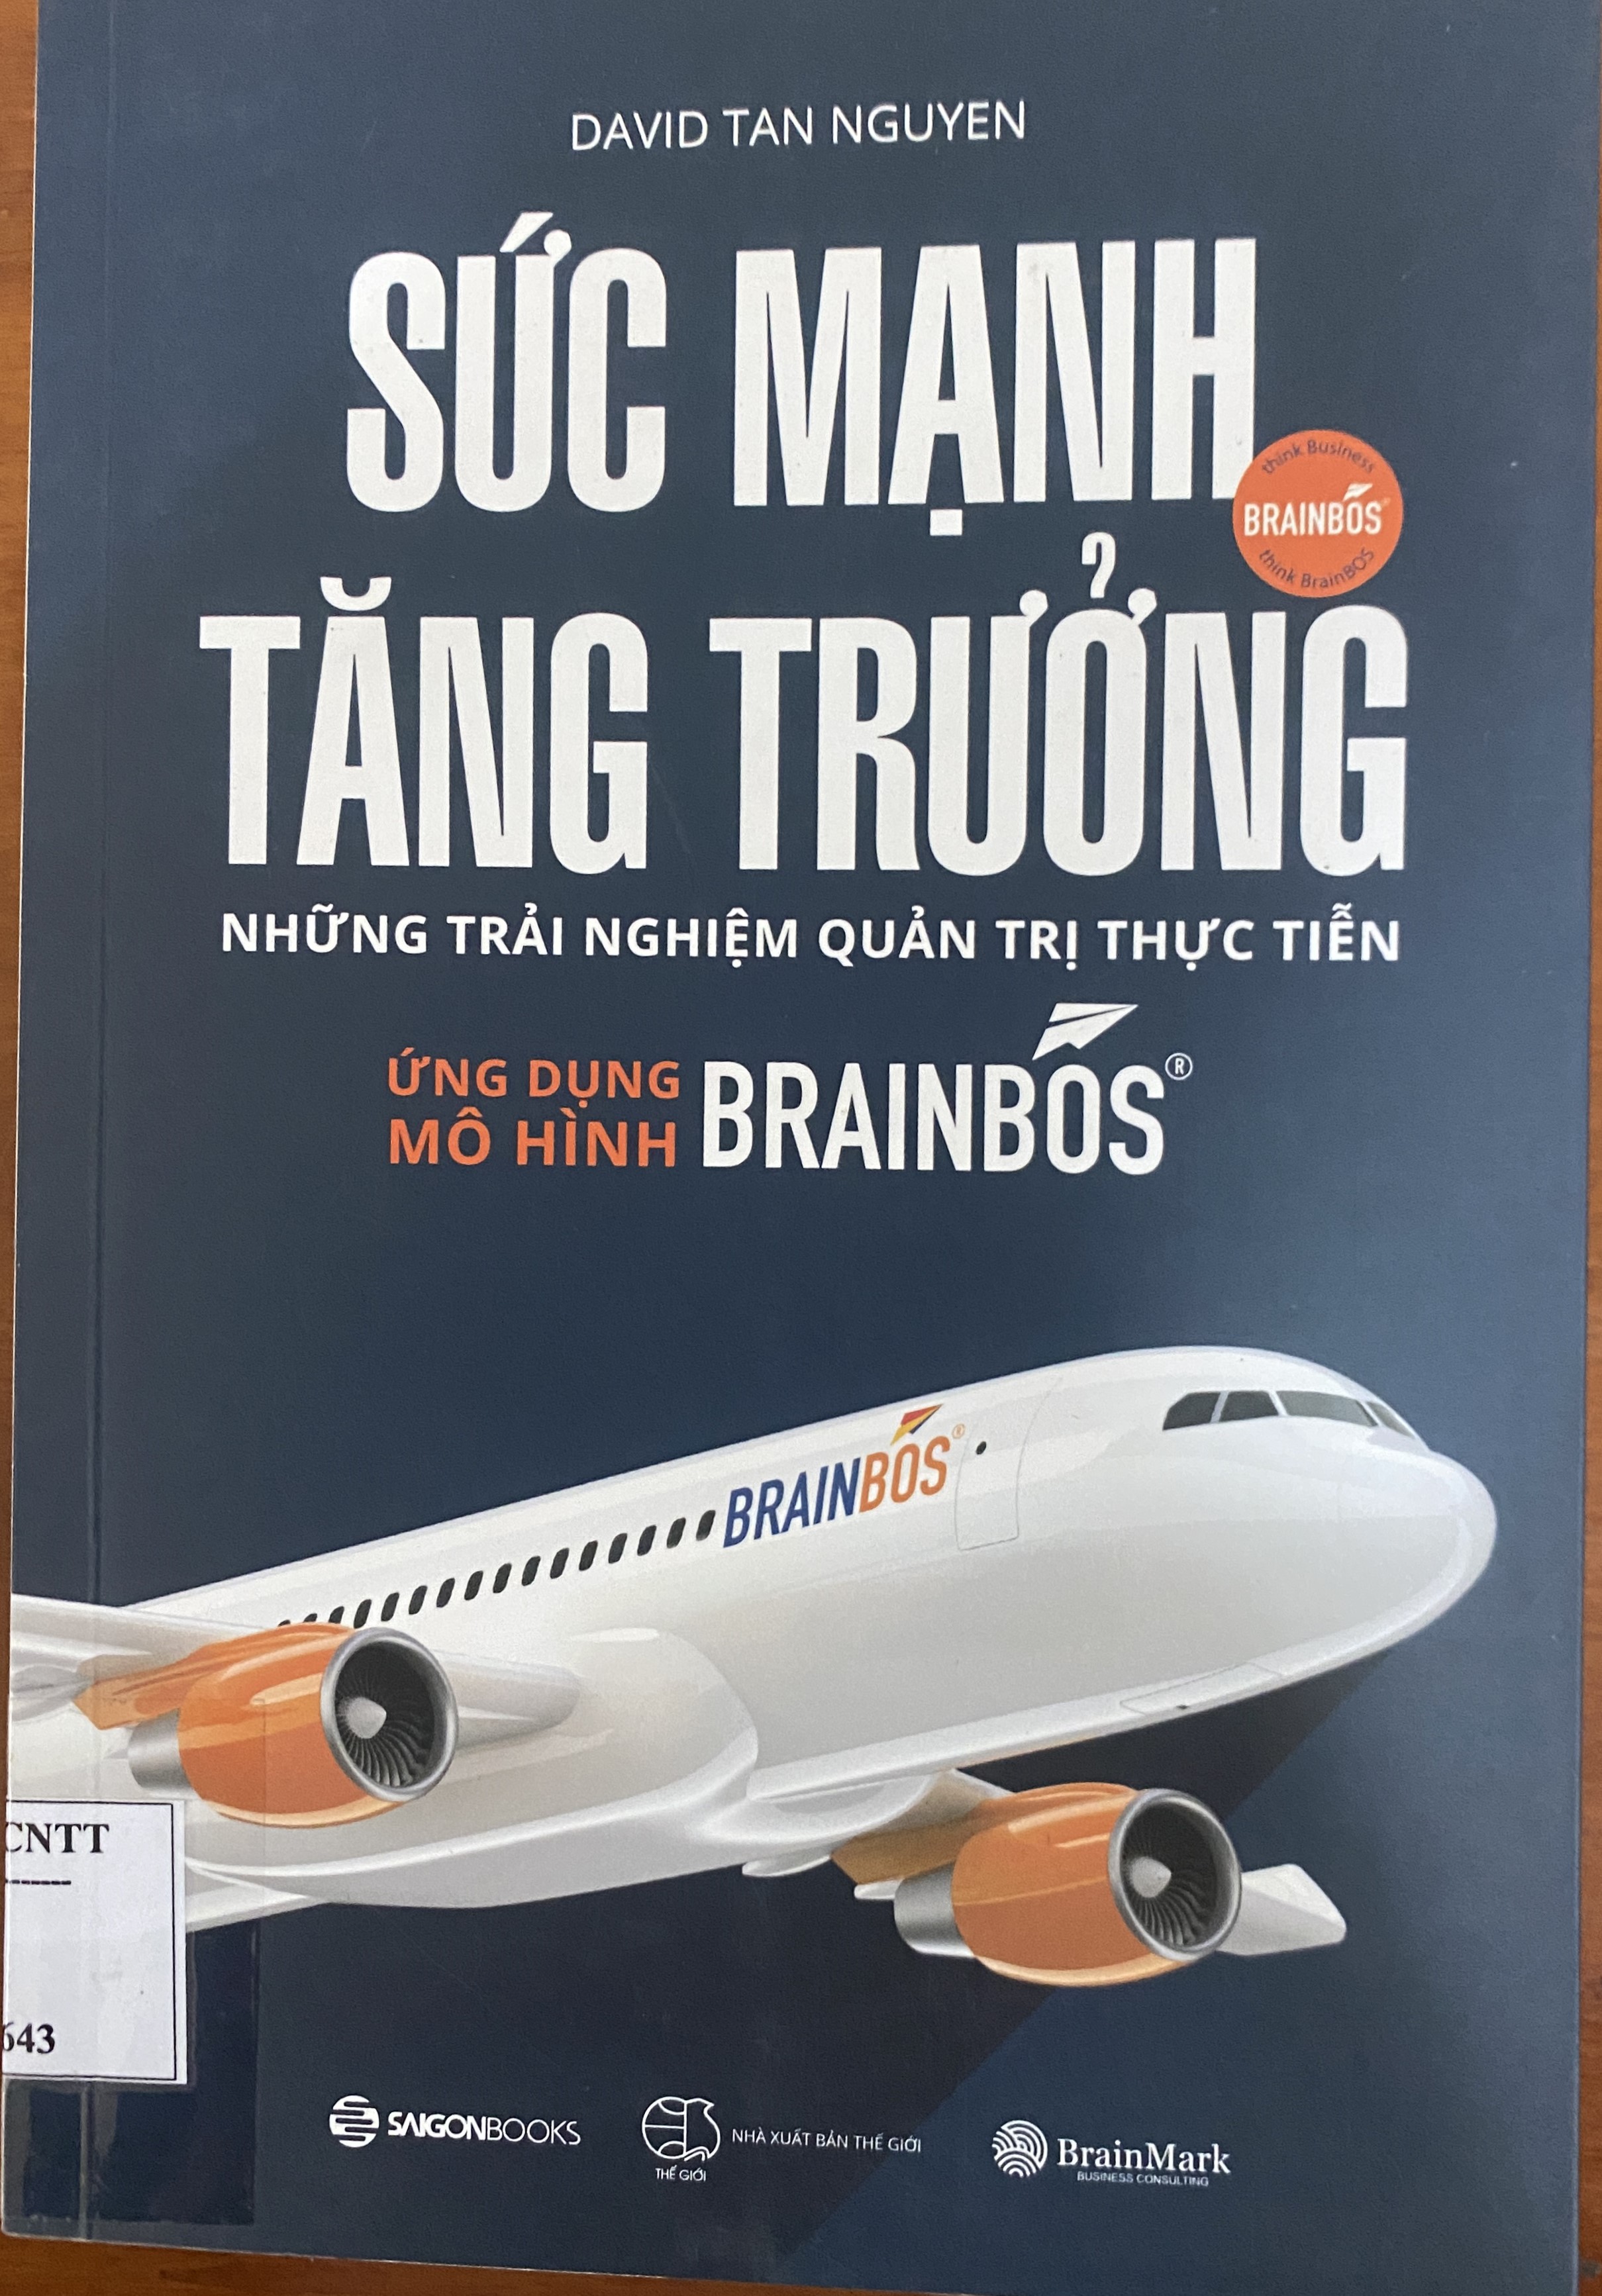 DAVID TAN NGUYEN
SỨC MẠNH
think Business
BRAINBOS®
think BrainBOS
TĂNG TRƯỞNG
NHỮNG TRẢI NGHIỆM QUẢN TRỊ THỰC TIỄN
ỨNG DỤNG
MÔ HÌNH
BRAINBOS®
BRAINBOS®
CNTT
643
SAIGONBOOKS
THẾ GIỚI
NHÀ XUẤT BẢN THẾ GIỚI
BrainMark
BUSINESS CONSULTING